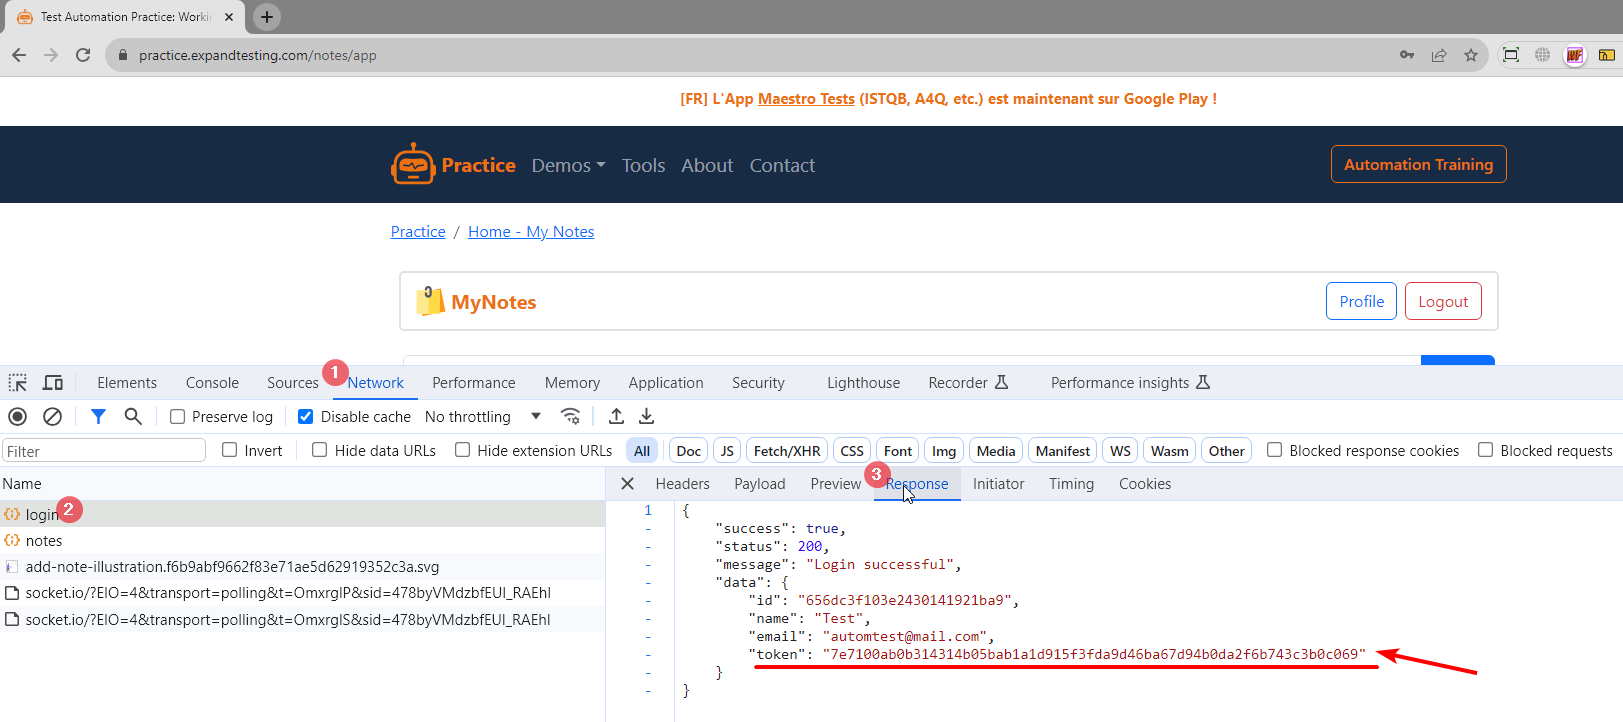 Test Automation Practice: Workin
practice.expandtesting.com/notes/app
[FR] L'App Maestro Tests (ISTQB, A4Q, etc.) est maintenant sur Google Play !
Practice Demos Tools About Contact Automation Training
Practice / Home - My Notes
MyNotes Profile Logout
Elements Console Sources 1 Network Performance Memory Application Security Lighthouse Recorder Performance insights
Preserve log Disable cache No throttling
Filter Invert Hide data URLs Hide extension URLs All Doc JS Fetch/XHR CSS Font Img Media Manifest WS Wasm Other Blocked response cookies Blocked requests
Name
login 2
notes
add-note-illustration.f6b9abf9662f83e71ae5d62919352c3a.svg
socket.io/?EIO=4&transport=polling&t=OmxrglP&sid=478byVMdzbfEUI_RAEhI
socket.io/?EIO=4&transport=polling&t=OmxrglS&sid=478byVMdzbfEUI_RAEhI
Headers Payload Preview 3 Response Initiator Timing Cookies
1 {
- "success": true,
- "status": 200,
- "message": "Login successful",
- "data": {
- "id": "656dc3f103e2430141921ba9",
- "name": "Test",
- "email": "automtest@mail.com",
- "token": "7e7100ab0b314314b05bab1a1d915f3fda9d46ba67d94b0da2f6b743c3b0c069"
- }
- }